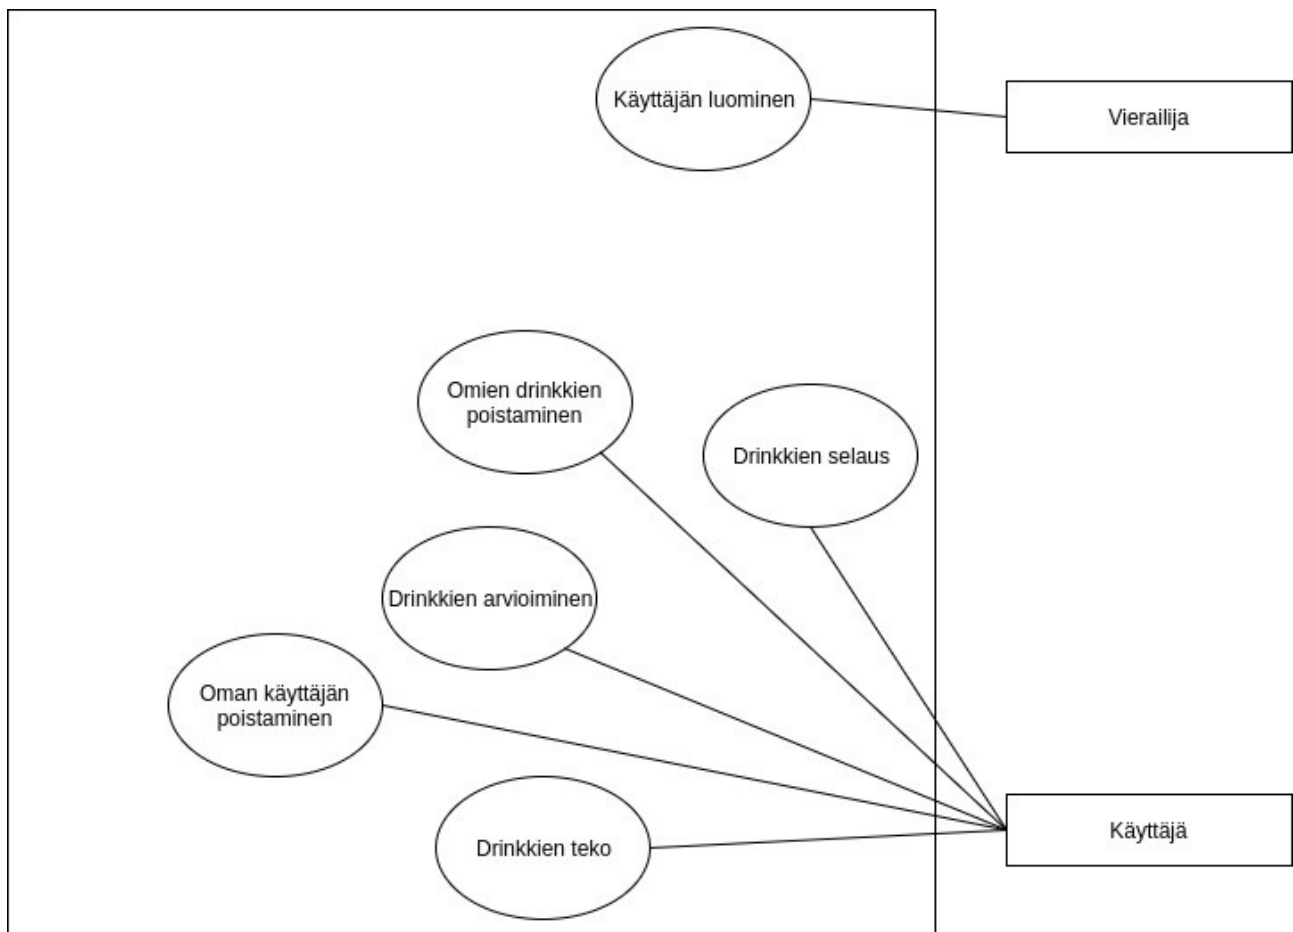 Käyttäjän luominen
Vierailija
Omien drinkkien
poistaminen
Drinkkien selaus
Drinkkien arvioiminen
Oman käyttäjän
poistaminen
Drinkkien teko
Käyttäjä